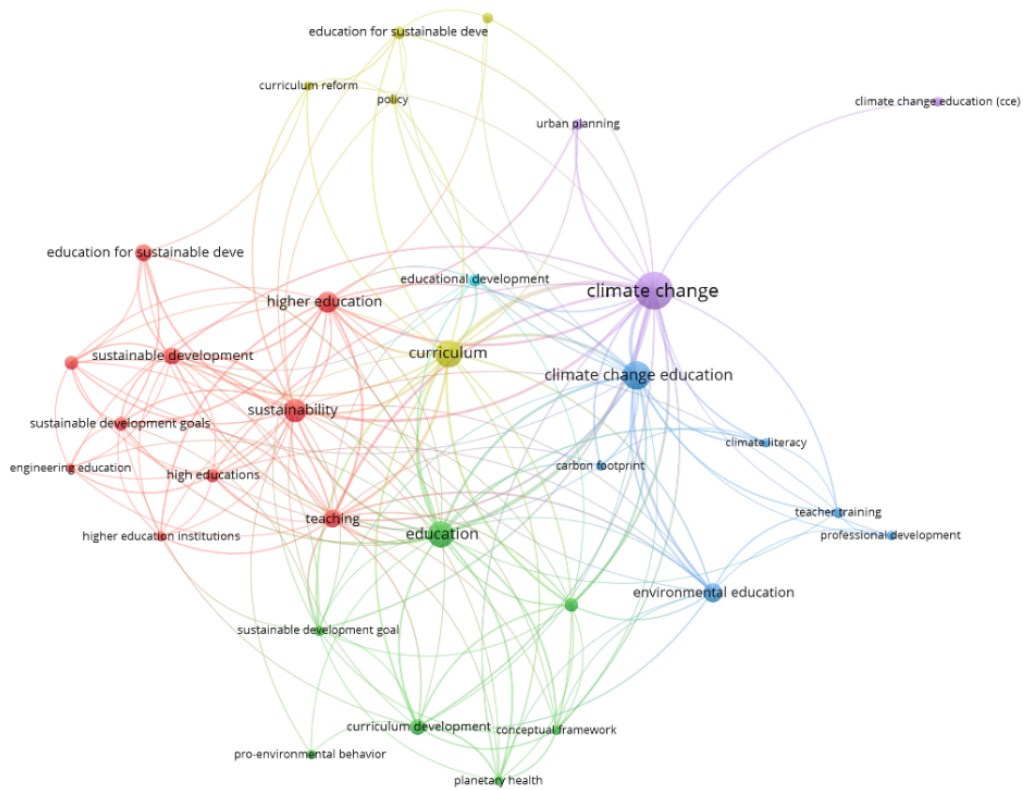 education for sustainable deve
curriculum reform
policy
climate change education (cce)
urban planning
education for sustainable deve
educational development
climate change
higher education
curriculum
sustainable development
climate change education
sustainability
sustainable development goals
climate literacy
engineering education
high educations
carbon footprint
teaching
teacher training
higher education institutions
education
professional development
environmental education
sustainable development goal
curriculum development
conceptual framework
pro-environmental behavior
planetary health